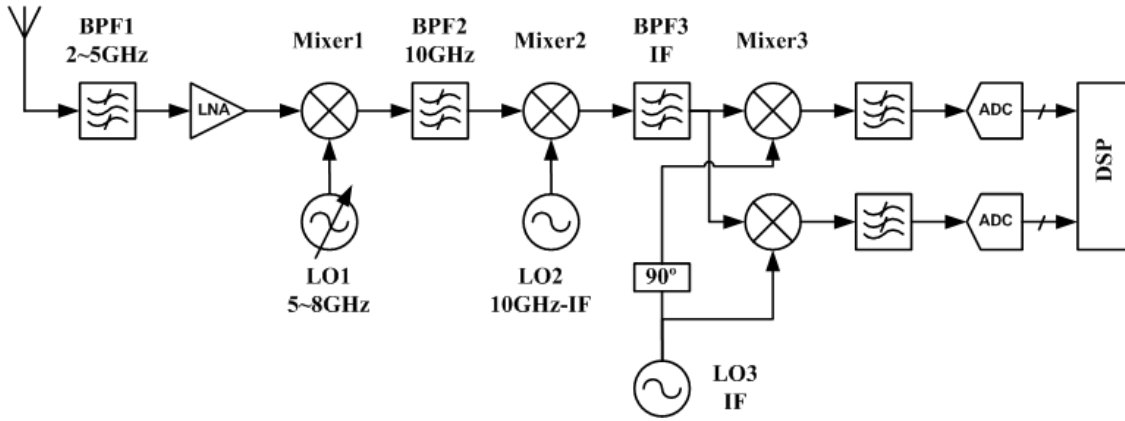 BPF1
2~5GHz
Mixer1
BPF2
10GHz
Mixer2
BPF3
IF
Mixer3
LNA
ADC
DSP
ADC
LO1
5~8GHz
LO2
10GHz-IF
90º
LO3
IF